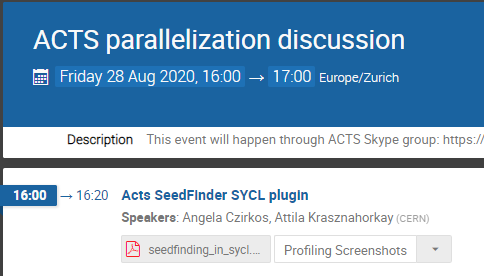 ACTS parallelization discussion
Friday 28 Aug 2020, 16:00 → 17:00 Europe/Zurich
Description This event will happen through ACTS Skype group: https:/
16:00 → 16:20 Acts SeedFinder SYCL plugin
Speakers: Angela Czirkos, Attila Krasznahorkay (CERN)
seedfinding_in_sycl.... Profiling Screenshots